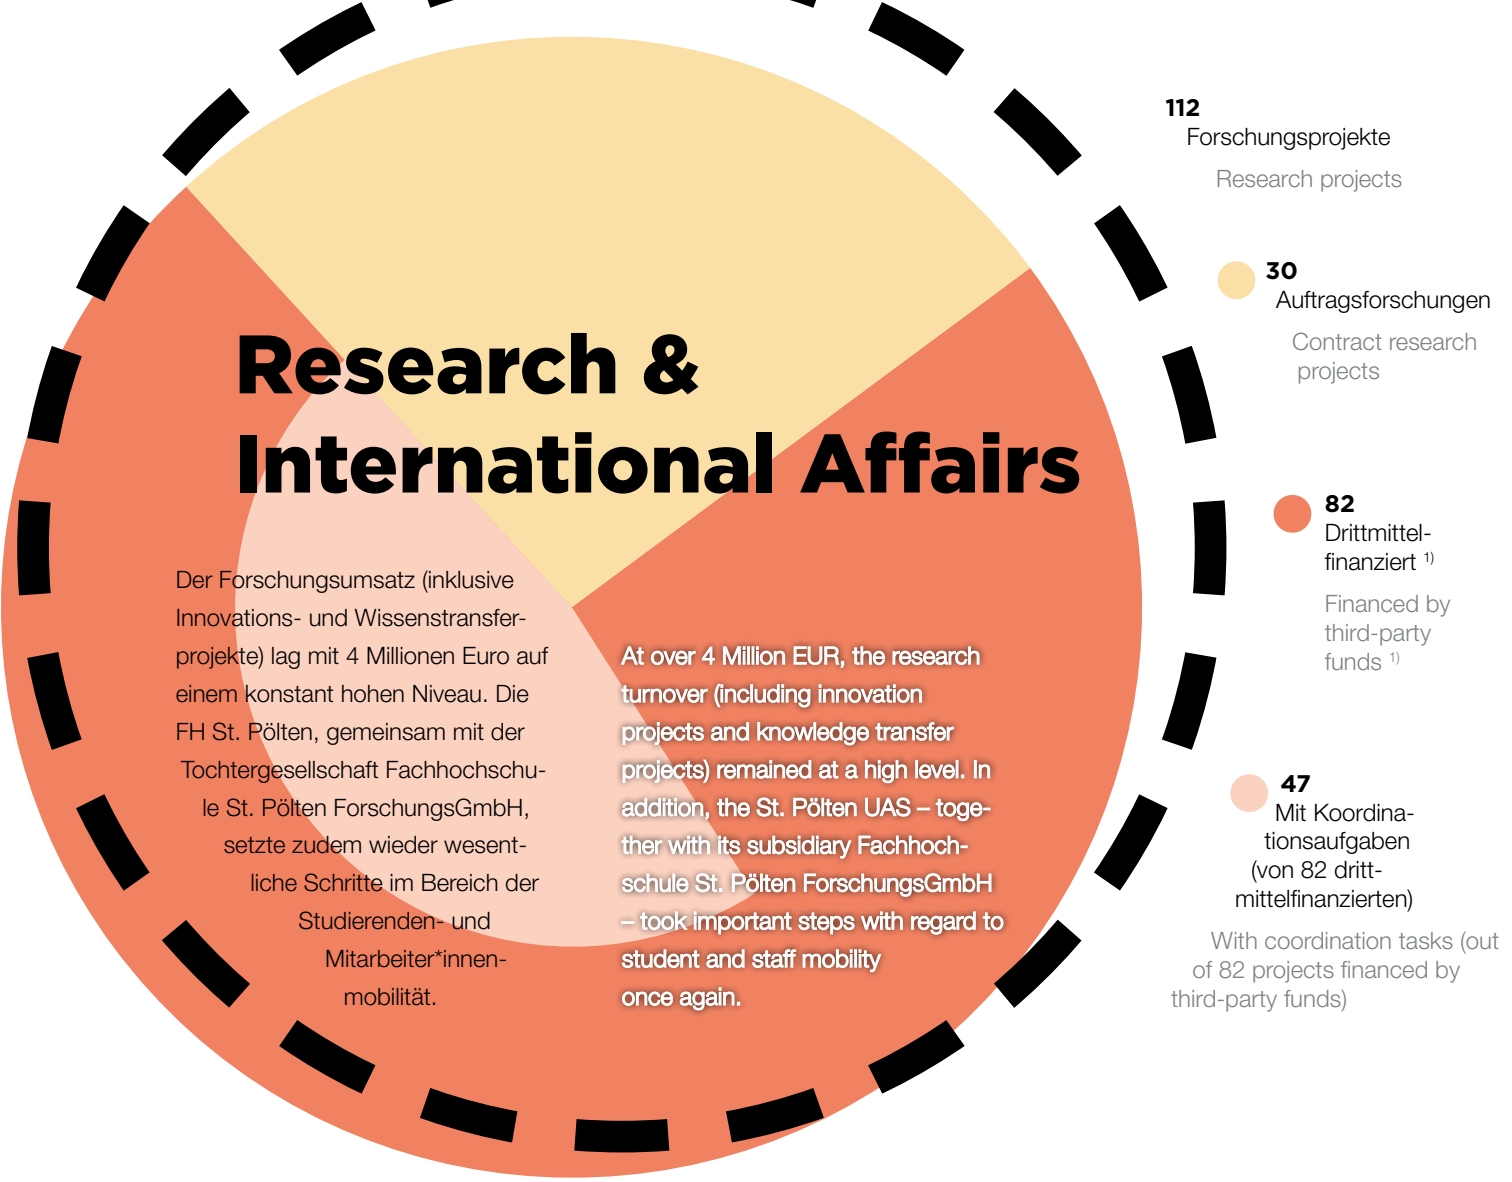 Research &
International Affairs
Der Forschungsumsatz (inklusive
Innovations- und Wissenstransfer-
projekte) lag mit 4 Millionen Euro auf
einem konstant hohen Niveau. Die
FH St. Pölten, gemeinsam mit der
Tochtergesellschaft Fachhochschu-
le St. Pölten ForschungsGmbH,
setzte zudem wieder wesent-
liche Schritte im Bereich der
Studierenden- und
Mitarbeiter*innen-
mobilität.
At over 4 Million EUR, the research
turnover (including innovation
projects and knowledge transfer
projects) remained at a high level. In
addition, the St. Pölten UAS – toge-
ther with its subsidiary Fachhoch-
schule St. Pölten ForschungsGmbH
– took important steps with regard to
student and staff mobility
once again.
112
Forschungsprojekte
Research projects
30
Auftragsforschungen
Contract research
projects
82
Drittmittel-
finanziert 1)
Financed by
third-party
funds 1)
47
Mit Koordina-
tionsaufgaben
(von 82 dritt-
mittelfinanzierten)
With coordination tasks (out
of 82 projects financed by
third-party funds)